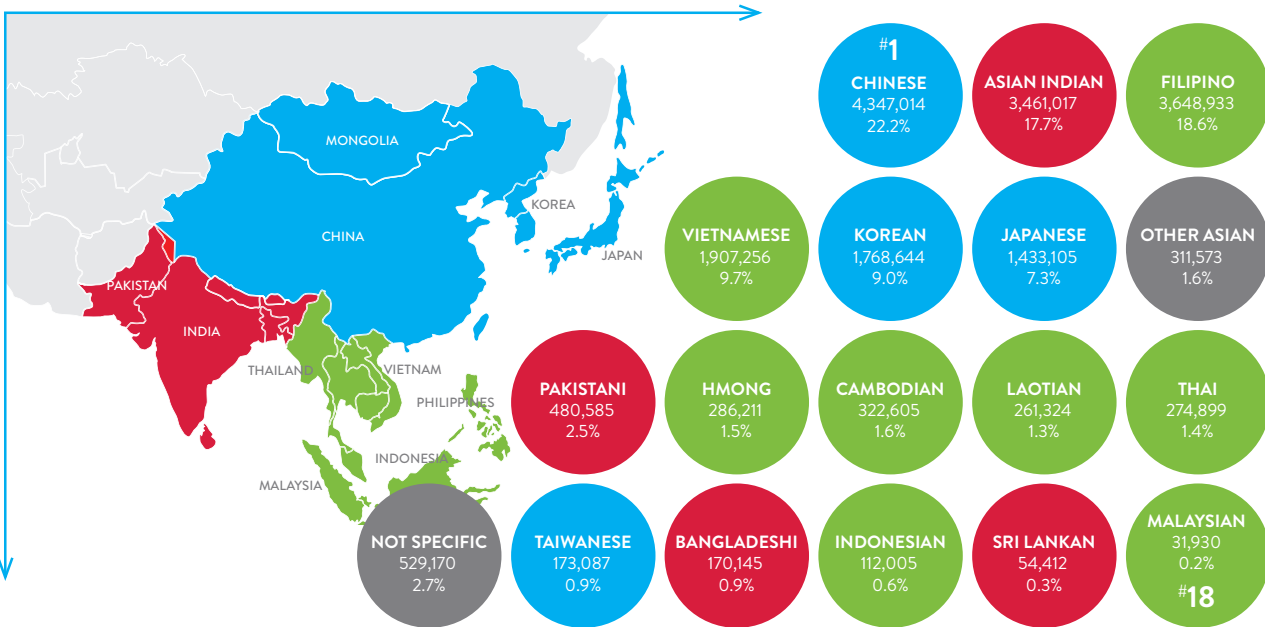 #1
CHINESE
4,347,014
22.2%
ASIAN INDIAN
3,461,017
17.7%
FILIPINO
3,648,933
18.6%
MONGOLIA
KOREA
CHINA
JAPAN
VIETNAMESE
1,907,256
9.7%
KOREAN
1,768,644
9.0%
JAPANESE
1,433,105
7.3%
OTHER ASIAN
311,573
1.6%
PAKISTAN
INDIA
THAILAND
VIETNAM
PHILIPPINES
INDONESIA
MALAYSIA
PAKISTANI
480,585
2.5%
HMONG
286,211
1.5%
CAMBODIAN
322,605
1.6%
LAOTIAN
261,324
1.3%
THAI
274,899
1.4%
NOT SPECIFIC
529,170
2.7%
TAIWANESE
173,087
0.9%
BANGLADESHI
170,145
0.9%
INDONESIAN
112,005
0.6%
SRI LANKAN
54,412
0.3%
MALAYSIAN
31,930
0.2%
#18